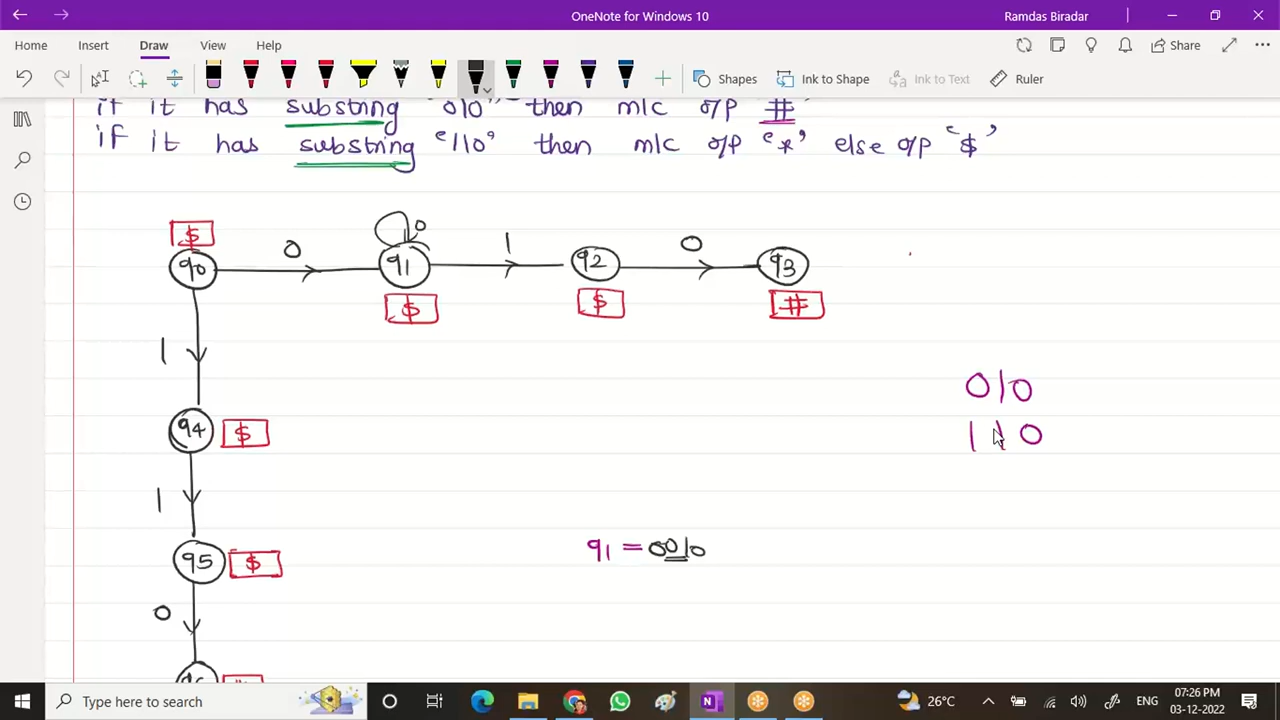 OneNote for Windows 10
Ramdas Biradar
Home Insert Draw View Help
Share
Shapes Ink to Shape Ink to Text Ruler
if it has substring "010" then m/c o/p '#'
if it has substring '110' then m/c o/p '*' else o/p '$'
$
0
0
1
0
q0 q1 q2 q3
$ $ #
1
010
q4 $
110
1
q1 = 0010
q5 $
0
Type here to search
26°C
ENG
07:26 PM
03-12-2022